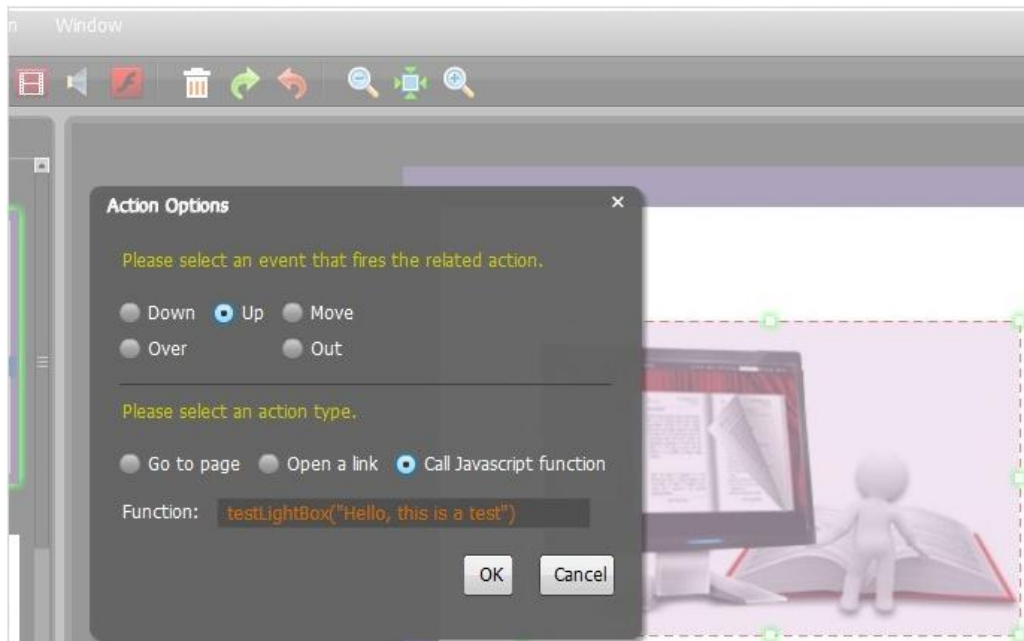 n Window
Action Options
Please select an event that fires the related action.
Down Up Move
Over Out
Please select an action type.
Go to page Open a link Call Javascript function
Function: testLightBox("Hello, this is a test")
OK Cancel